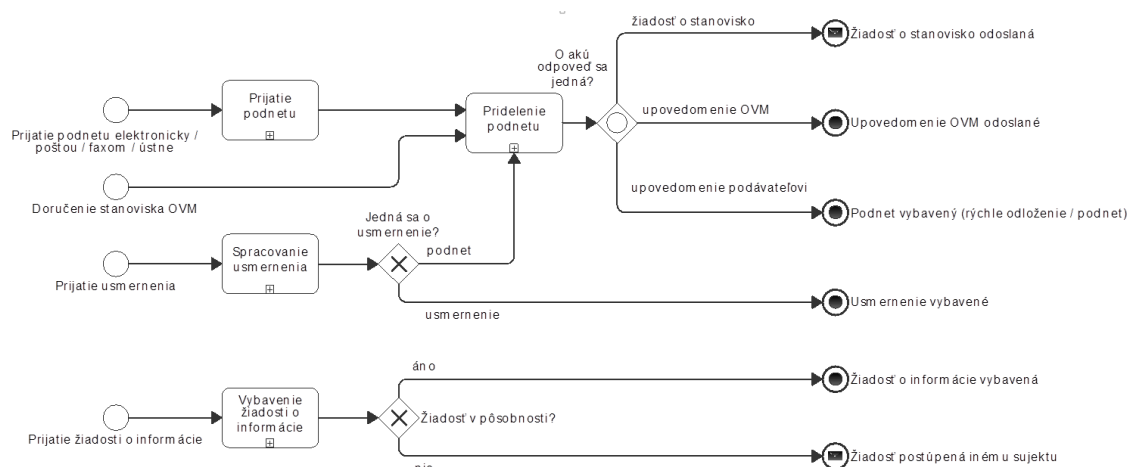 žiadosť o stanovisko
Žiadosť o stanovisko odoslaná
O akú
odpoveď sa
jedná?
Prijatie
podnetu
Pridelenie
podnetu
upovedomenie OVM
Upovedomenie OVM odoslané
Prijatie podnetu elektronicky /
poštou / faxom / ústne
upovedomenie podávateľovi
Doručenie stanoviska OVM
Podnet vybavený (rýchle odloženie / podnet)
Jedná sa o
usmernenie?
podnet
Spracovanie
usmernenia
Prijatie usmernenia
Usmernenie vybavené
usmernenie
áno
Žiadosť o informácie vybavená
Vybavenie
žiadosti o
informácie
Žiadosť v pôsobnosti?
Prijatie žiadosti o informácie
Žiadosť postúpená inému sujektu